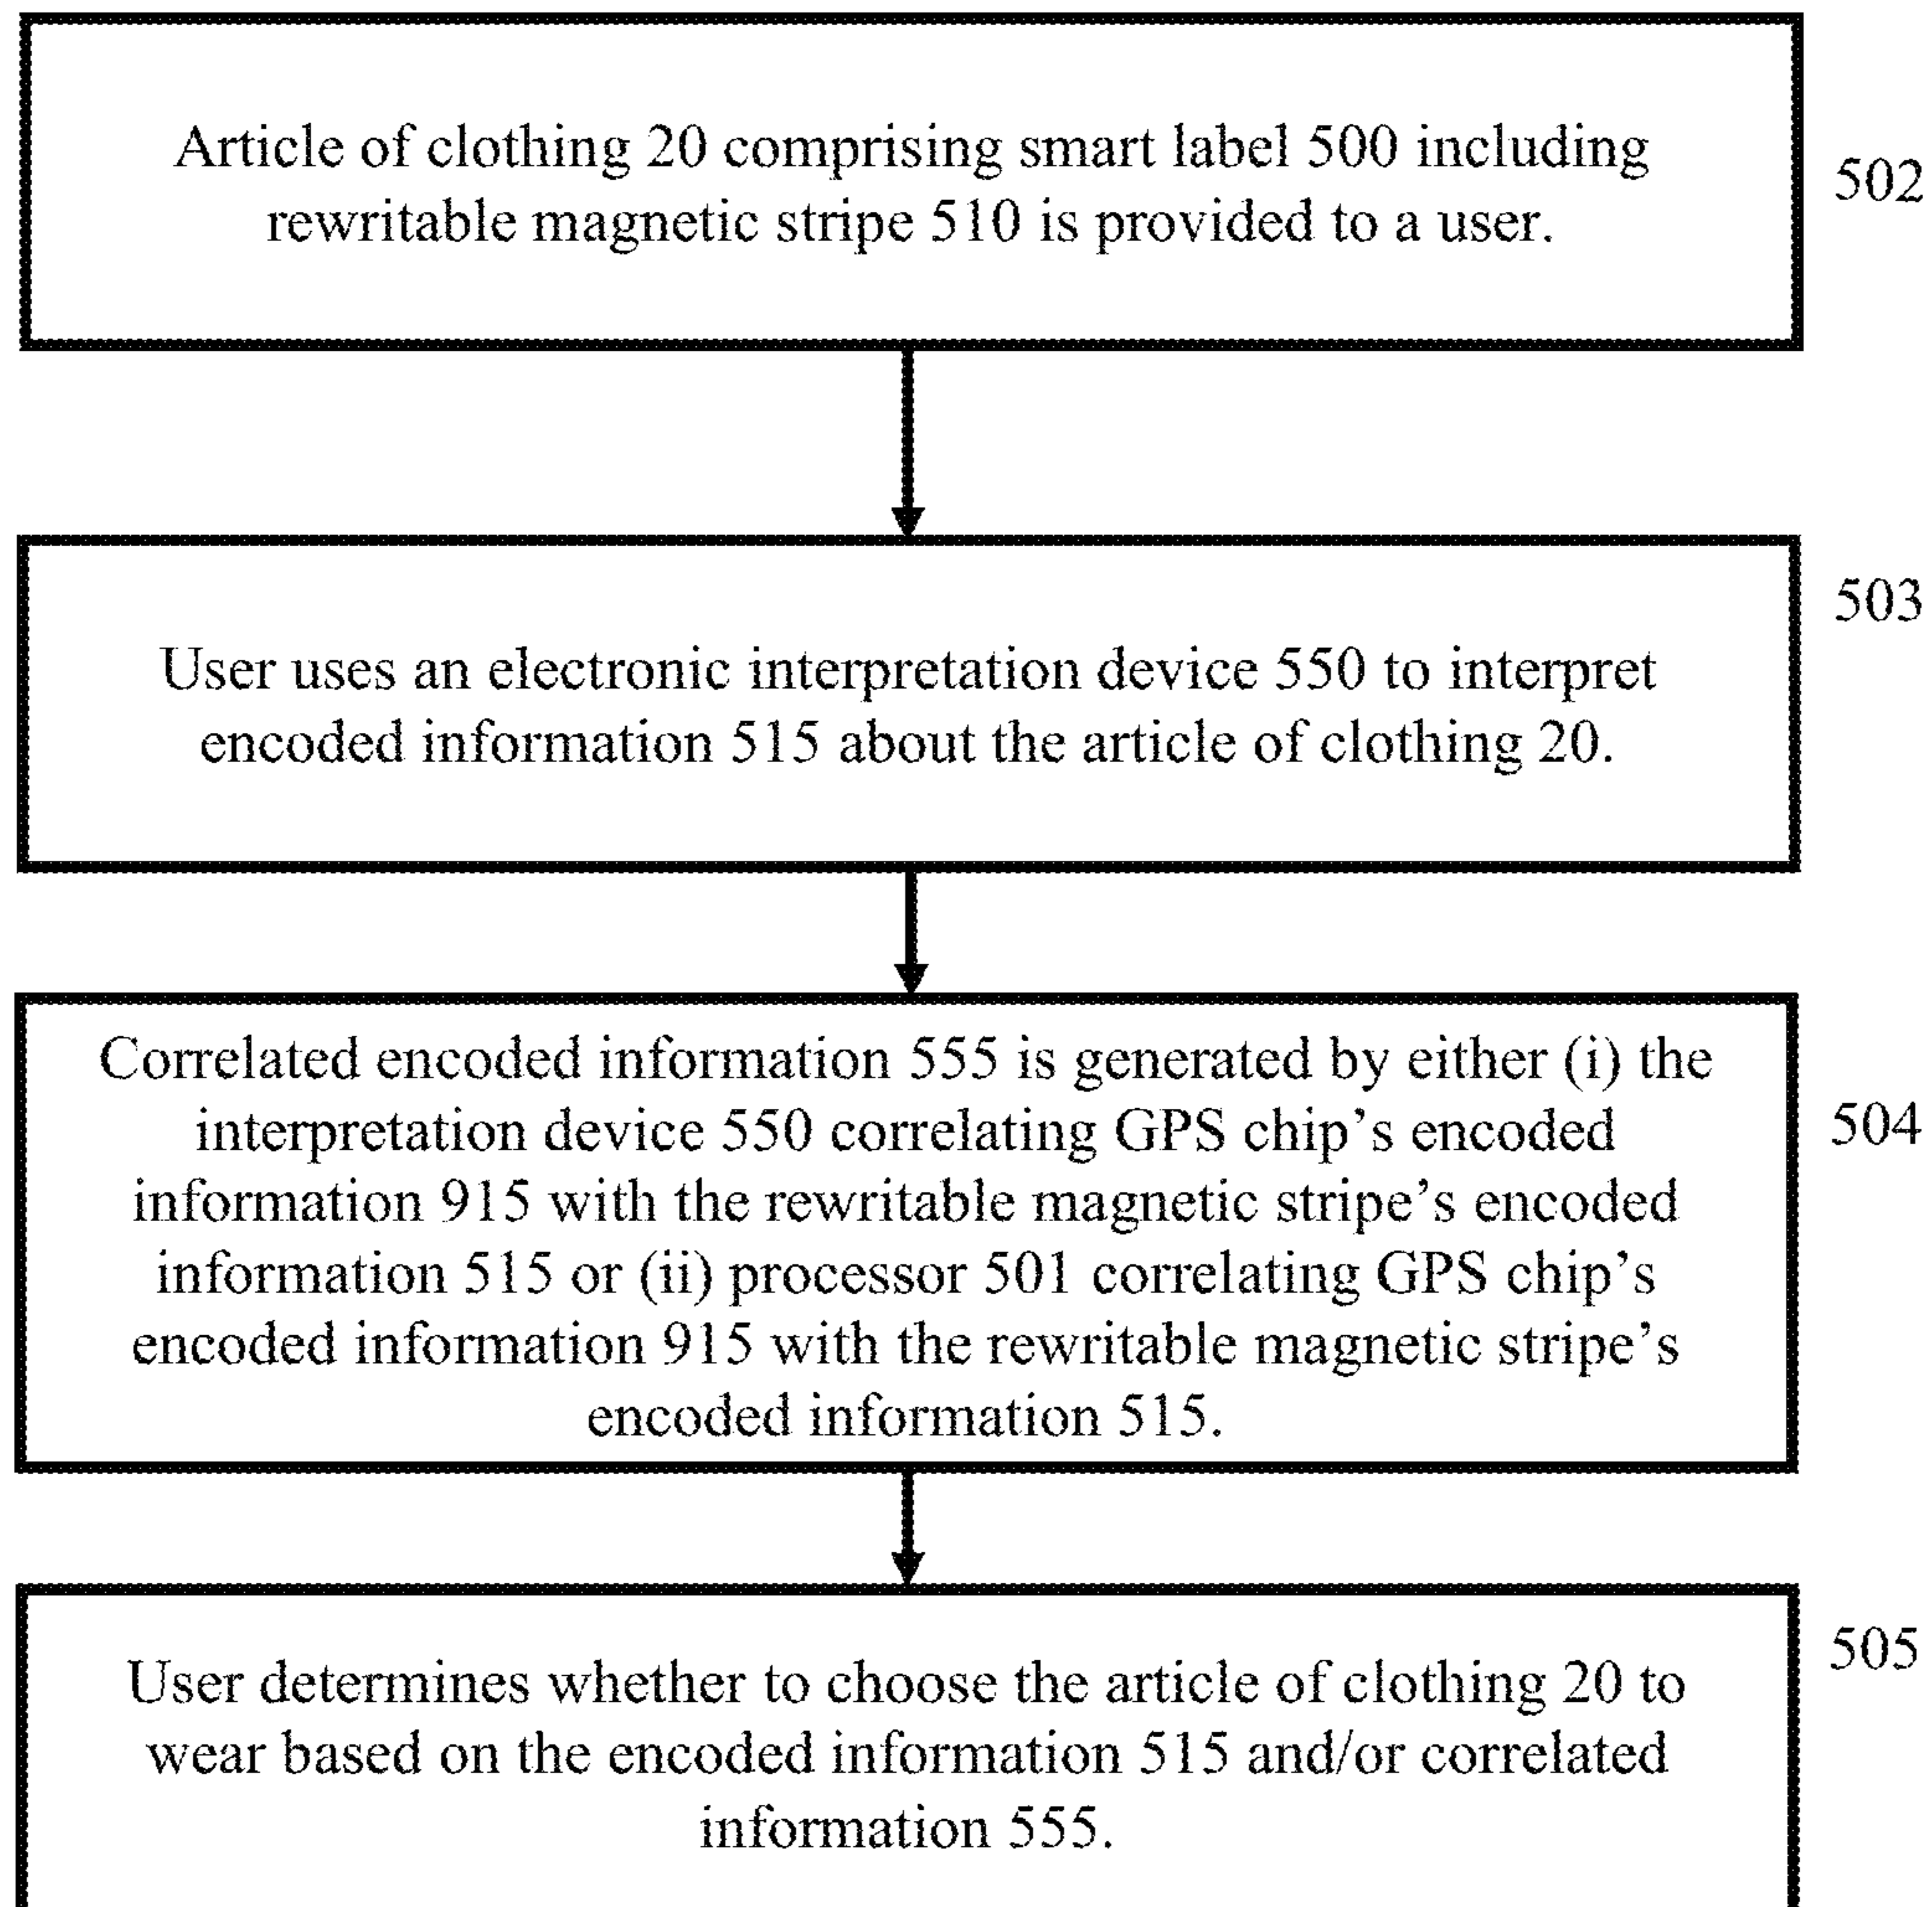 Article of clothing 20 comprising smart label 500 including
rewritable magnetic stripe 510 is provided to a user.
502
User uses an electronic interpretation device 550 to interpret
encoded information 515 about the article of clothing 20.
503
Correlated encoded information 555 is generated by either (i) the
interpretation device 550 correlating GPS chip’s encoded
information 915 with the rewritable magnetic stripe’s encoded
information 515 or (ii) processor 501 correlating GPS chip’s
encoded information 915 with the rewritable magnetic stripe’s
encoded information 515.
504
User determines whether to choose the article of clothing 20 to
wear based on the encoded information 515 and/or correlated
information 555.
505